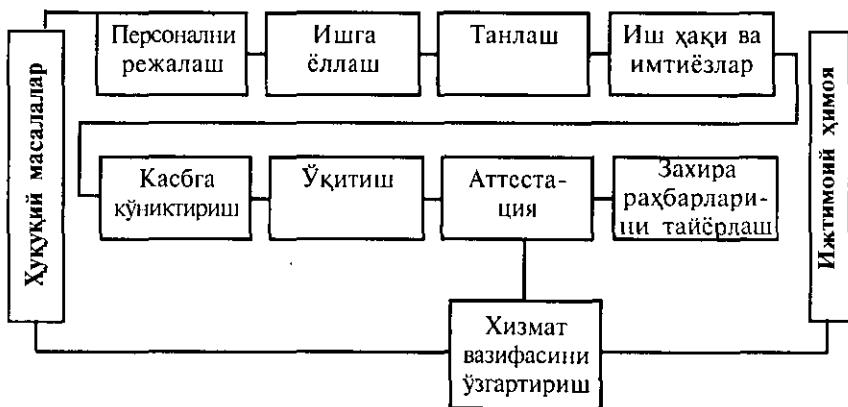 Ҳуқуқий масалалар
Персонални
режалаш
Ишга
ёллаш
Танлаш
Иш ҳақи ва
имтиёзлар
Касбга
кўниктириш
Ўқитиш
Аттеста-
ция
Захира
раҳбарлари-
ни тайёрлаш
Хизмат
вазифасини
ўзгартириш
Ижтимоий ҳимоя